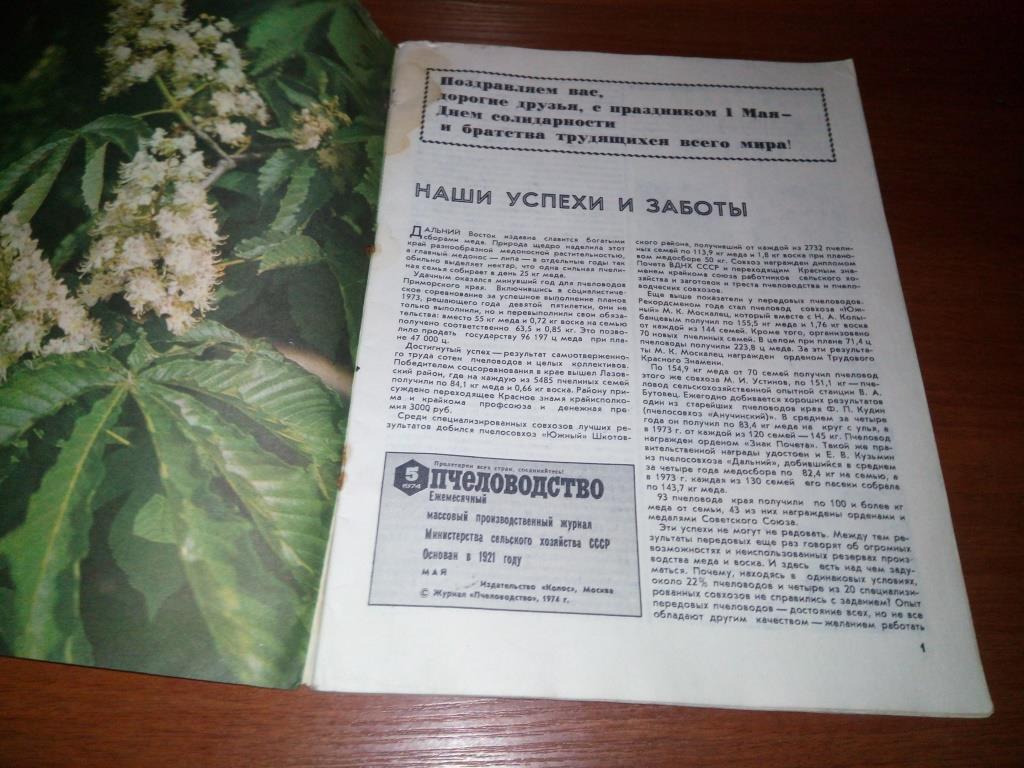 Поздравляем вас,
дорогие друзья, с праздником 1 Мая—
Днем солидарности
и братства трудящихся всего мира!
НАШИ УСПЕХИ И ЗАБОТЫ
ДАЛЬНИЙ Восток издавна славится богатыми
сборами меда. Природа щедро наделила этот
край разнообразной медоносной растительностью,
а главный медонос — липа — в отдельные годы так
обильно выделяет нектар, что одна сильная пчели-
ная семья собирает в день 25 кг меда.
Удачным оказался минувший год для пчеловодов
Приморского края. Включившись в социалистиче-
ское соревнование за успешное выполнение планов
1973, решающего года девятой пятилетки, они не
только выполнили, но и перевыполнили свои обяза-
тельства: вместо 55 кг меда и 0,72 кг воска на семью
получено соответственно 63,5 и 0,85 кг. Это позво-
лило продать государству 96 197 ц меда при пла-
не 47 000 ц.
Достигнутый успех — результат самоотверженно-
го труда сотен пчеловодов и целых коллективов.
Победителем соцсоревнования в крае вышел Лазов-
ский район, где на каждую из 5485 пчелиных семей
получили по 84,1 кг меда и 0,66 кг воска. Району при-
суждено переходящее Красное знамя крайисполко-
ма и крайкома профсоюза и денежная пре-
мия 3000 руб.
Среди специализированных совхозов лучших ре-
зультатов добился пчелосовхоз «Южный» Шкотов-
5
1974
Пролетарии всех стран, соединяйтесь!
пчеловодство
Ежемесячный
массовый производственный журнал
Министерства сельского хозяйства СССР
Основан в 1921 году
МАЙ
Издательство «Колос», Москва
© Журнал «Пчеловодство», 1974 г.
ского района, получивший от каждой из 2732 пчели-
ных семей по 113,9 кг меда и 1,8 кг воска при плано-
вом медосборе 50 кг. Совхоз награжден дипломом
Почета ВДНХ СССР и переходящим Красным зна-
менем крайкома союза работников сельского хо-
зяйства и заготовок и треста пчеловодства и пчело-
водческих совхозов.
Еще выше показатели у передовых пчеловодов.
Рекордсменом года стал пчеловод совхоза «Юж-
ный» М. К. Москалец, который вместе с Н. А. Колы-
банцевым получил по 155,5 кг меда и 1,76 кг воска
от каждой из 144 семей. Кроме того, организовано
70 новых пчелиных семей. В целом при плане 71,4 ц
пчеловоды получили 223,8 ц меда. За эти результа-
ты М. К. Москалец награжден орденом Трудового
Красного Знамени.
По 154,9 кг меда от 70 семей получил пчеловод
этого же совхоза М. И. Устинов, по 151,1 кг — пче-
ловод сельскохозяйственной опытной станции В. А.
Бутовец. Ежегодно добивается хороших результатов
один из старейших пчеловодов края Ф. П. Кудин
(пчелосовхоз «Анучинский»). В среднем за четыре
года он получил по 83,4 кг меда на круг с улья, а
в 1973 г. от каждой из 120 семей — 145 кг. Пчеловод
награжден орденом «Знак Почета». Такой же пра-
вительственной награды удостоен и Е. В. Кузьмин
из пчелосовхоза «Дальний», добившийся в среднем
за четыре года медосбора по 82,4 кг на семью, а
в 1973 г. каждая из 130 семей его пасеки собрала
по 143,7 кг меда.
93 пчеловода края получили по 100 и более кг
меда от семьи, 43 из них награждены орденами и
медалями Советского Союза.
Эти успехи не могут не радовать. Между тем ре-
зультаты передовых еще раз говорят об огромных
возможностях и неиспользованных резервах произ-
водства меда и воска. И здесь есть над чем заду-
маться. Почему, находясь в одинаковых условиях,
около 22% пчеловодов и четыре из 20 специализи-
рованных совхозов не справились с заданием? Опыт
передовых пчеловодов — достояние всех, но не все
обладают другим качеством — желанием работать
1